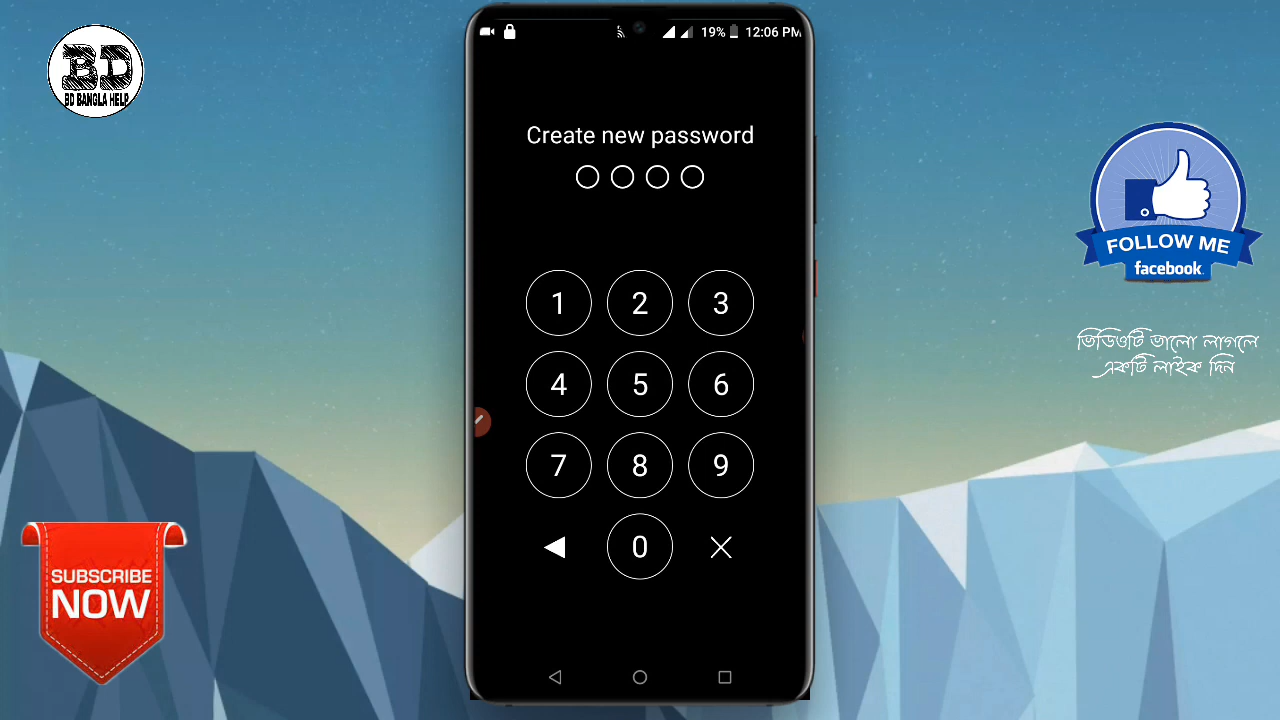 BD
BD BANGLA HELP
19% 12:06 PM
Create new password
1 2 3
4 5 6
7 8 9
0
FOLLOW ME
facebook
ভিডিওটি ভালো লাগলে
একটি লাইক দিন
SUBSCRIBE
NOW